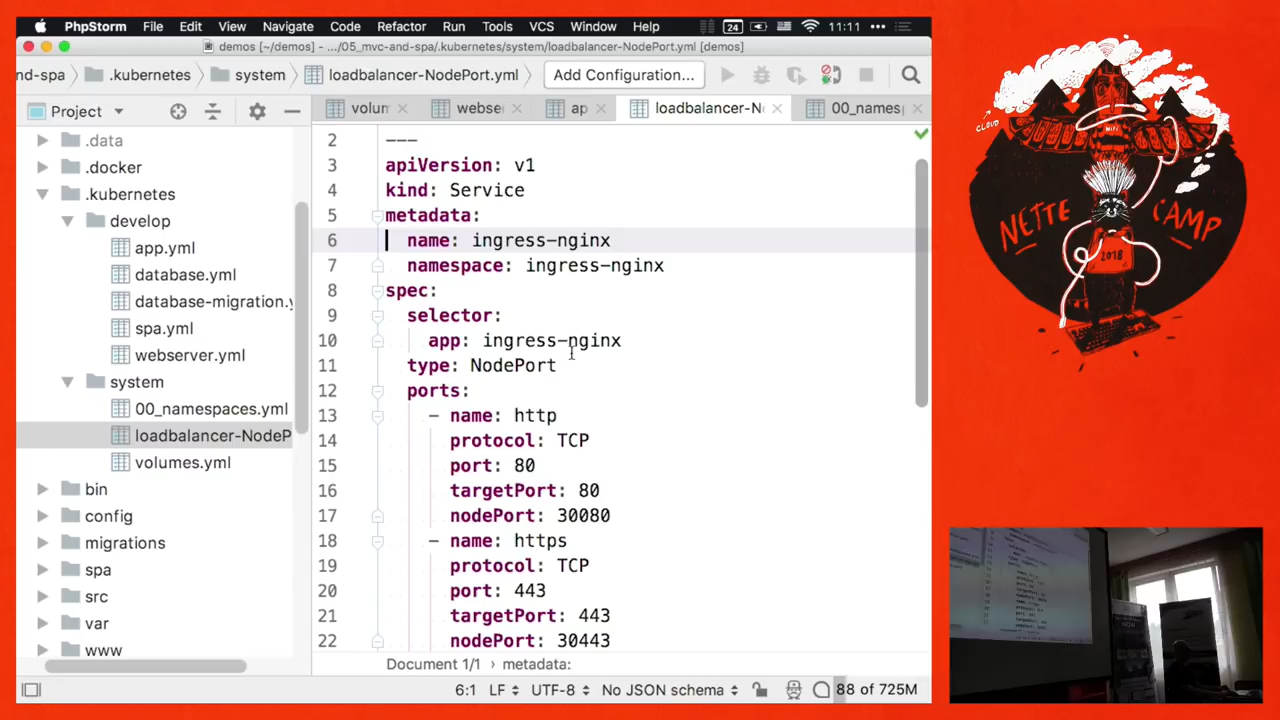 PhpStorm File Edit View Navigate Code Refactor Run Tools VCS Window Help 24 11:11
demos [~/demos] - .../05_mvc-and-spa/.kubernetes/system/loadbalancer-NodePort.yml [demos]
nd-spa .kubernetes system loadbalancer-NodePort.yml Add Configuration...
Project volun webser ap loadbalancer-N 00_names
.data
.docker
.kubernetes
develop
app.yml
database.yml
database-migration.y
spa.yml
webserver.yml
system
00_namespaces.yml
loadbalancer-NodeP
volumes.yml
bin
config
migrations
spa
src
var
www
2 ---
3 apiVersion: v1
4 kind: Service
5 metadata:
6 name: ingress-nginx
7 namespace: ingress-nginx
8 spec:
9 selector:
10 app: ingress-nginx
11 type: NodePort
12 ports:
13 - name: http
14 protocol: TCP
15 port: 80
16 targetPort: 80
17 nodePort: 30080
18 - name: https
19 protocol: TCP
20 port: 443
21 targetPort: 443
22 nodePort: 30443
Document 1/1 › metadata:
6:1 LF UTF-8 No JSON schema 88 of 725M
CLOUD
WiFi
NETTE CAMP
2018